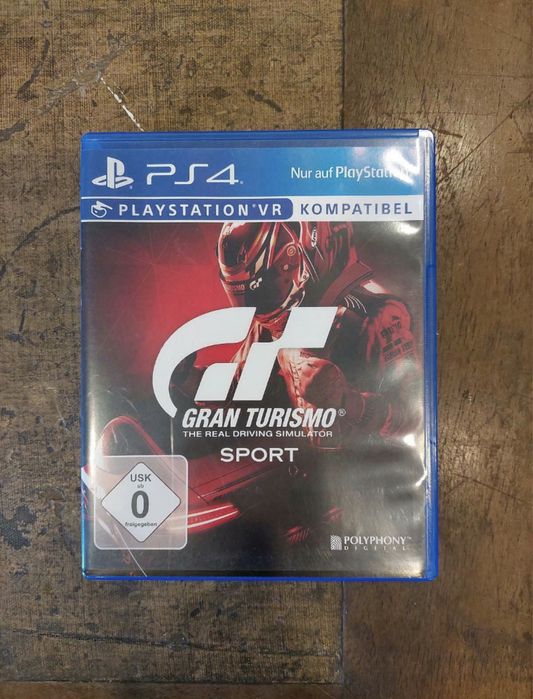 PS4
Nur auf PlayStation
PLAYSTATION®VR KOMPATIBEL
GRAN TURISMO®
THE REAL DRIVING SIMULATOR
SPORT
USK
ab
0
freigegeben
POLYPHONY
DIGITAL